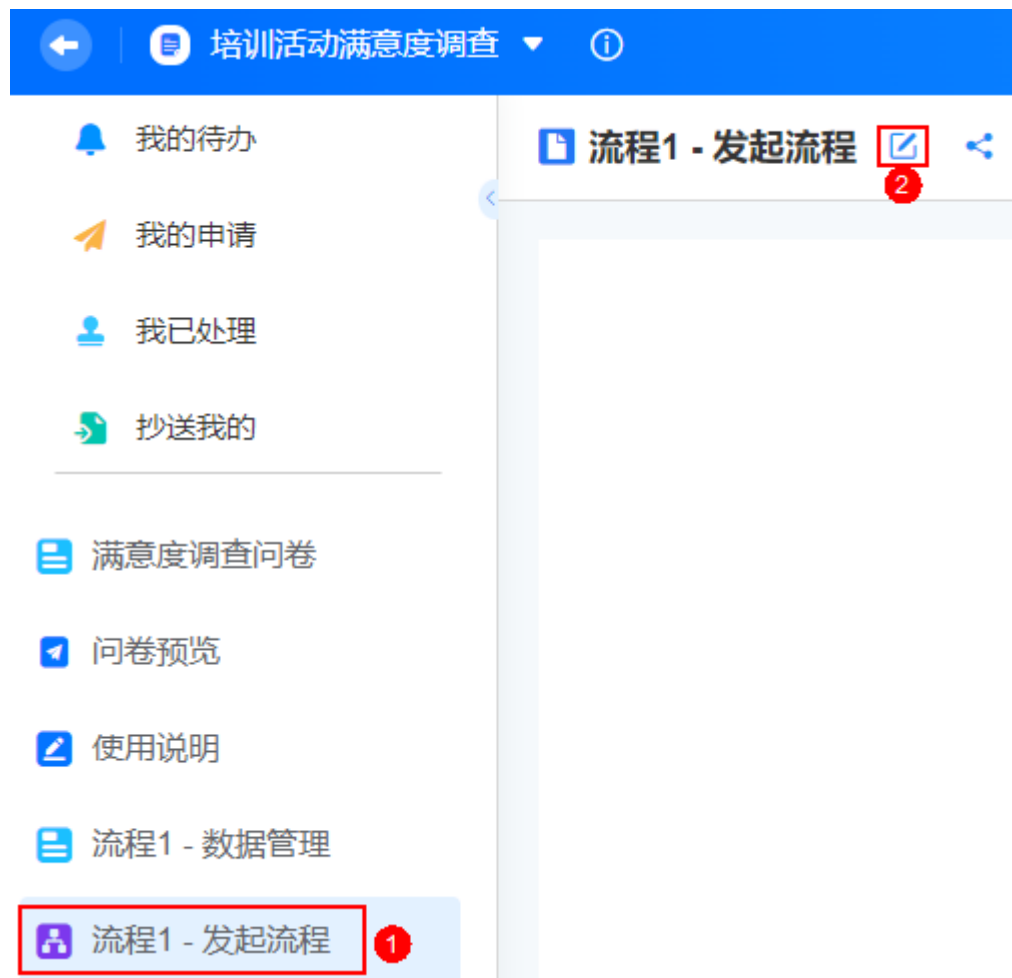 培训活动满意度调查
我的待办
流程1 - 发起流程
2
我的申请
我已处理
抄送我的
满意度调查问卷
问卷预览
使用说明
流程1 - 数据管理
流程1 - 发起流程
1